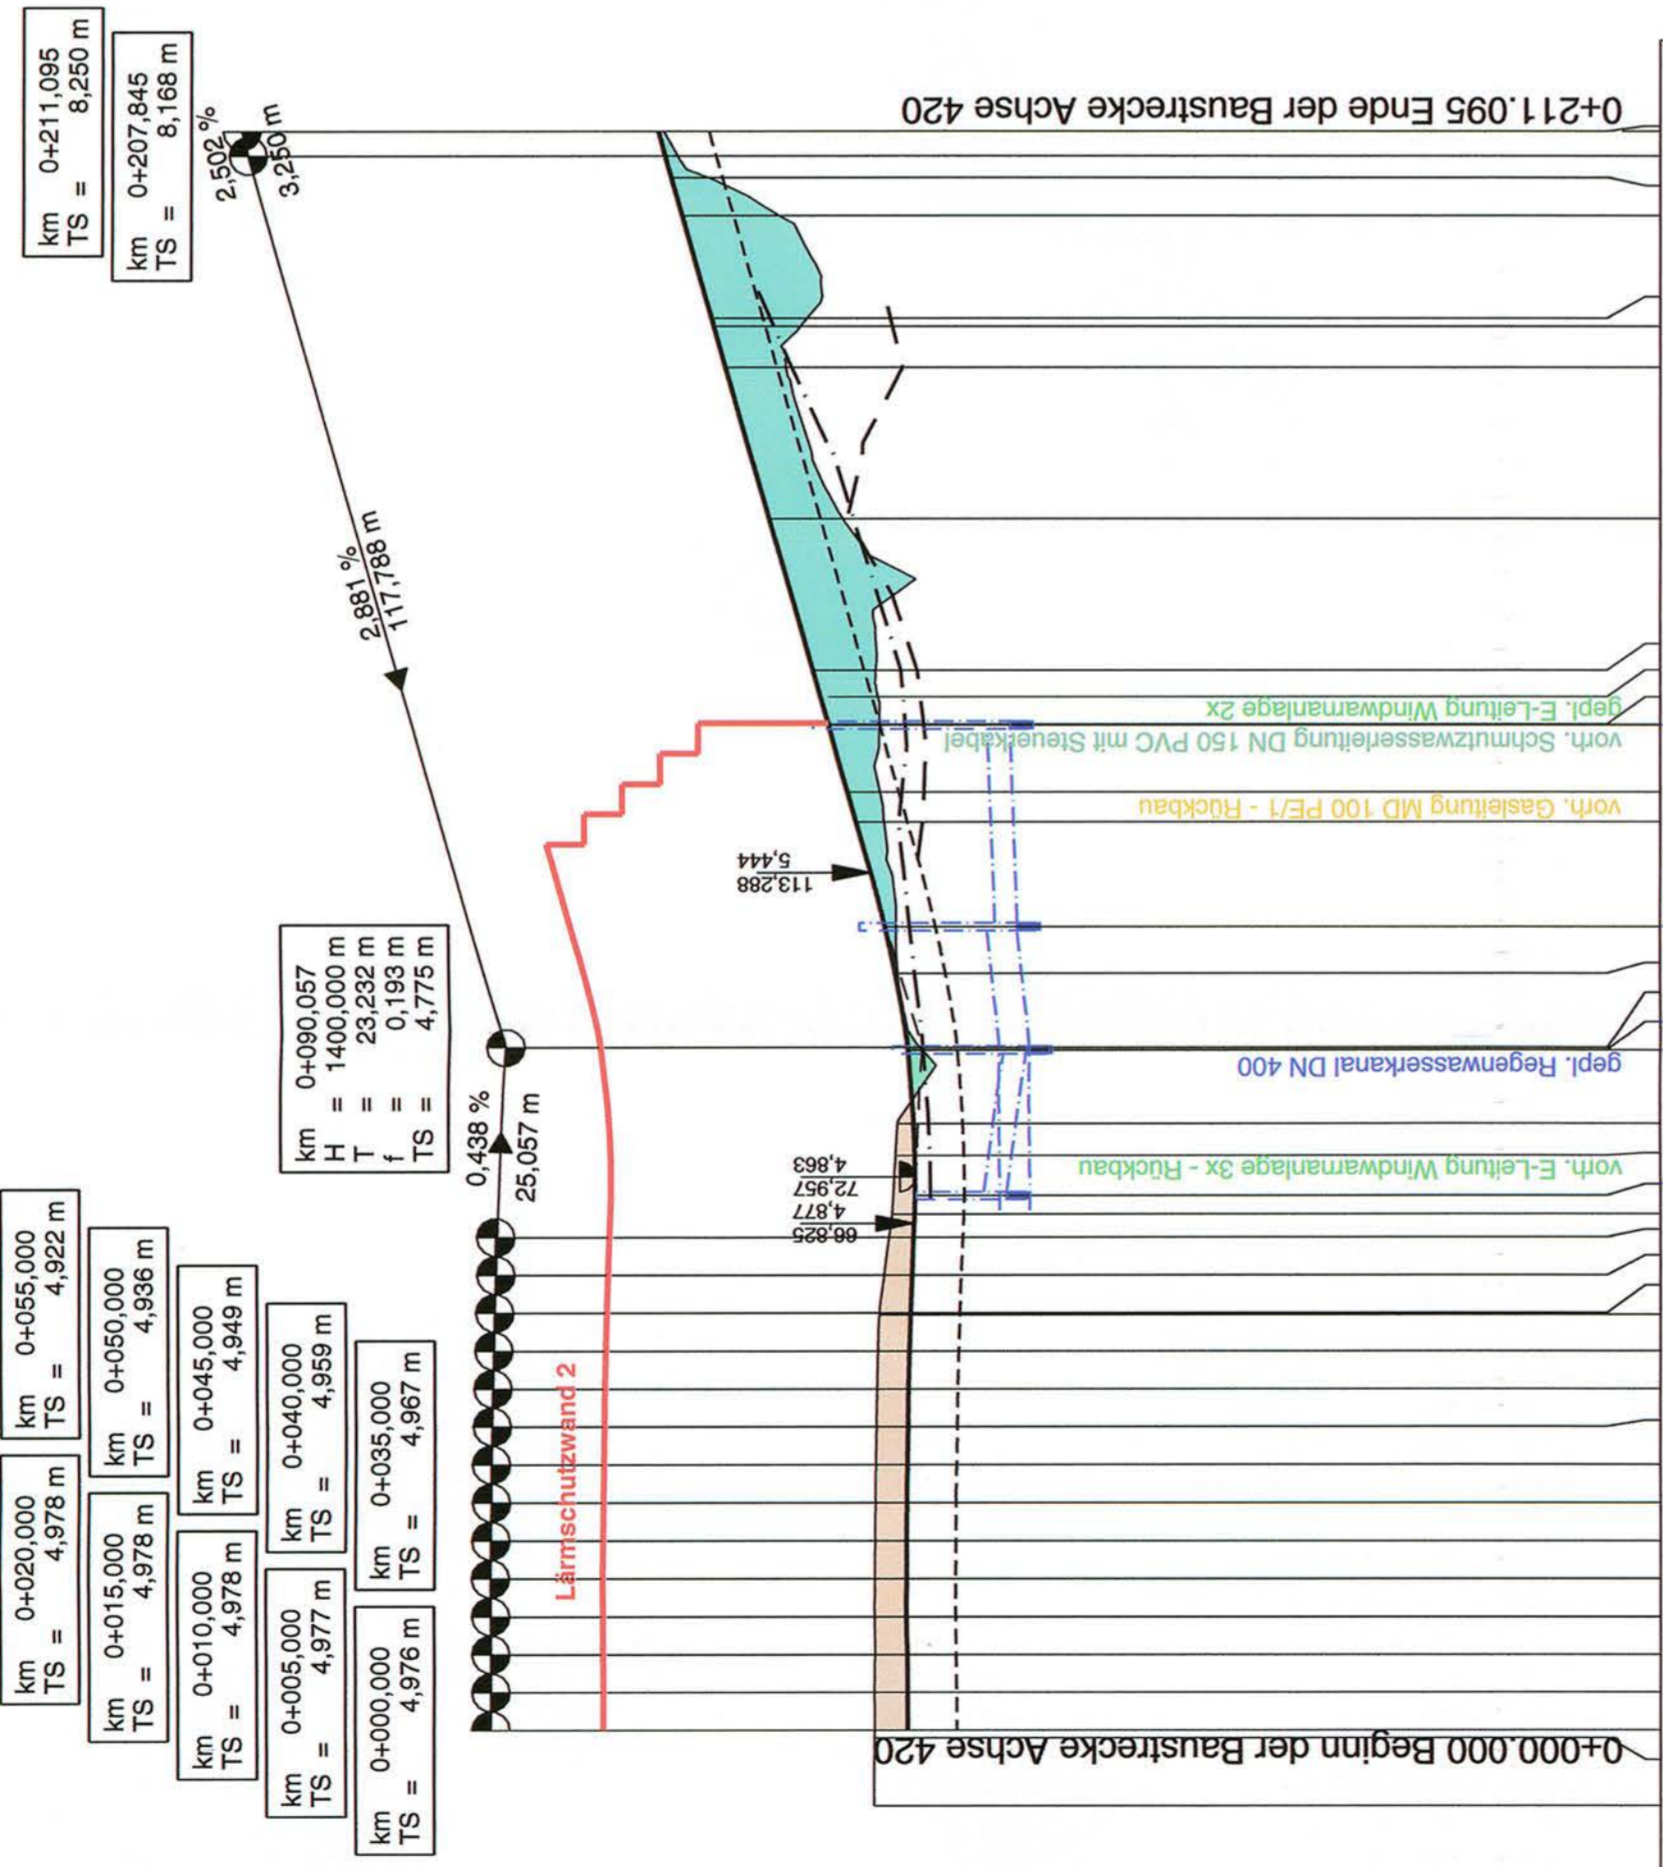 km 0+020,000
TS = 4,978 m
km 0+055,000
TS = 4,922 m
km 0+211,095
TS = 8,250 m
km 0+015,000
TS = 4,978 m
km 0+050,000
TS = 4,936 m
km 0+207,845
TS = 8,168 m
km 0+010,000
TS = 4,978 m
km 0+045,000
TS = 4,949 m
km 0+005,000
TS = 4,977 m
km 0+040,000
TS = 4,959 m
km 0+000,000
TS = 4,976 m
km 0+035,000
TS = 4,967 m
km 0+090,057
H = 1400,000 m
T = 23,232 m
f = 0,193 m
TS = 4,775 m
2,502 %
3,250 m
2,881 %
117,788 m
0,438 %
25,057 m
Lärmschutzwand 2
113,288
5,444
72,957
4,863
66,825
4,877
0+000.000 Beginn der Baustrecke Achse 420
vorh. E-Leitung Windwarnanlage 3x - Rückbau
gepl. Regenwasserkanal DN 400
vorh. Gasleitung MD 100 PE/1 - Rückbau
vorh. Schmutzwasserleitung DN 150 PVC mit Steuerkabel
gepl. E-Leitung Windwarnanlage 2x
0+211.095 Ende der Baustrecke Achse 420